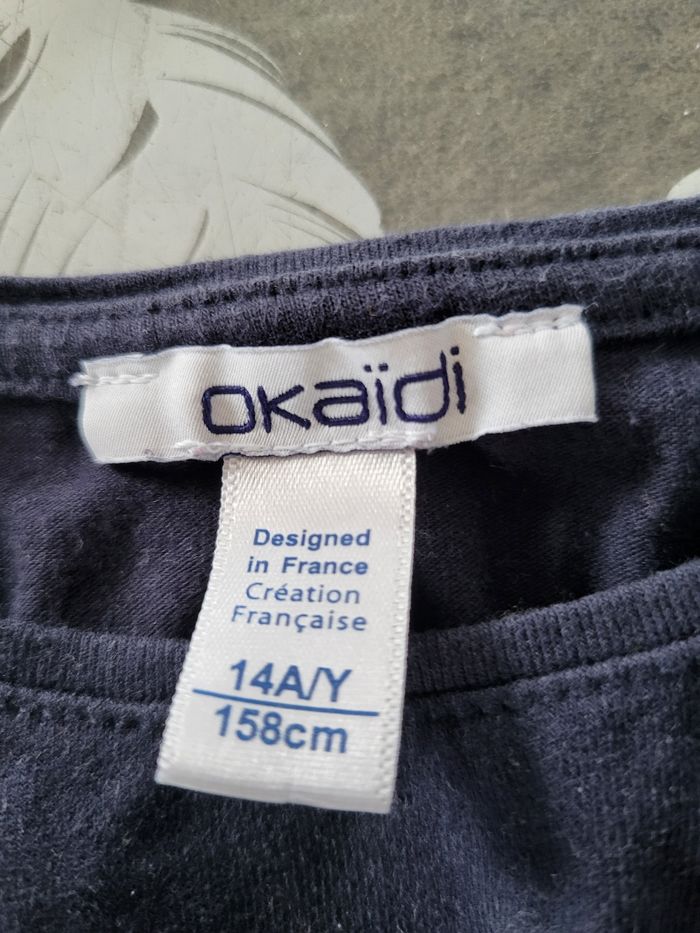 okaïdi
Designed
in France
Création
Française
14A/Y
158cm